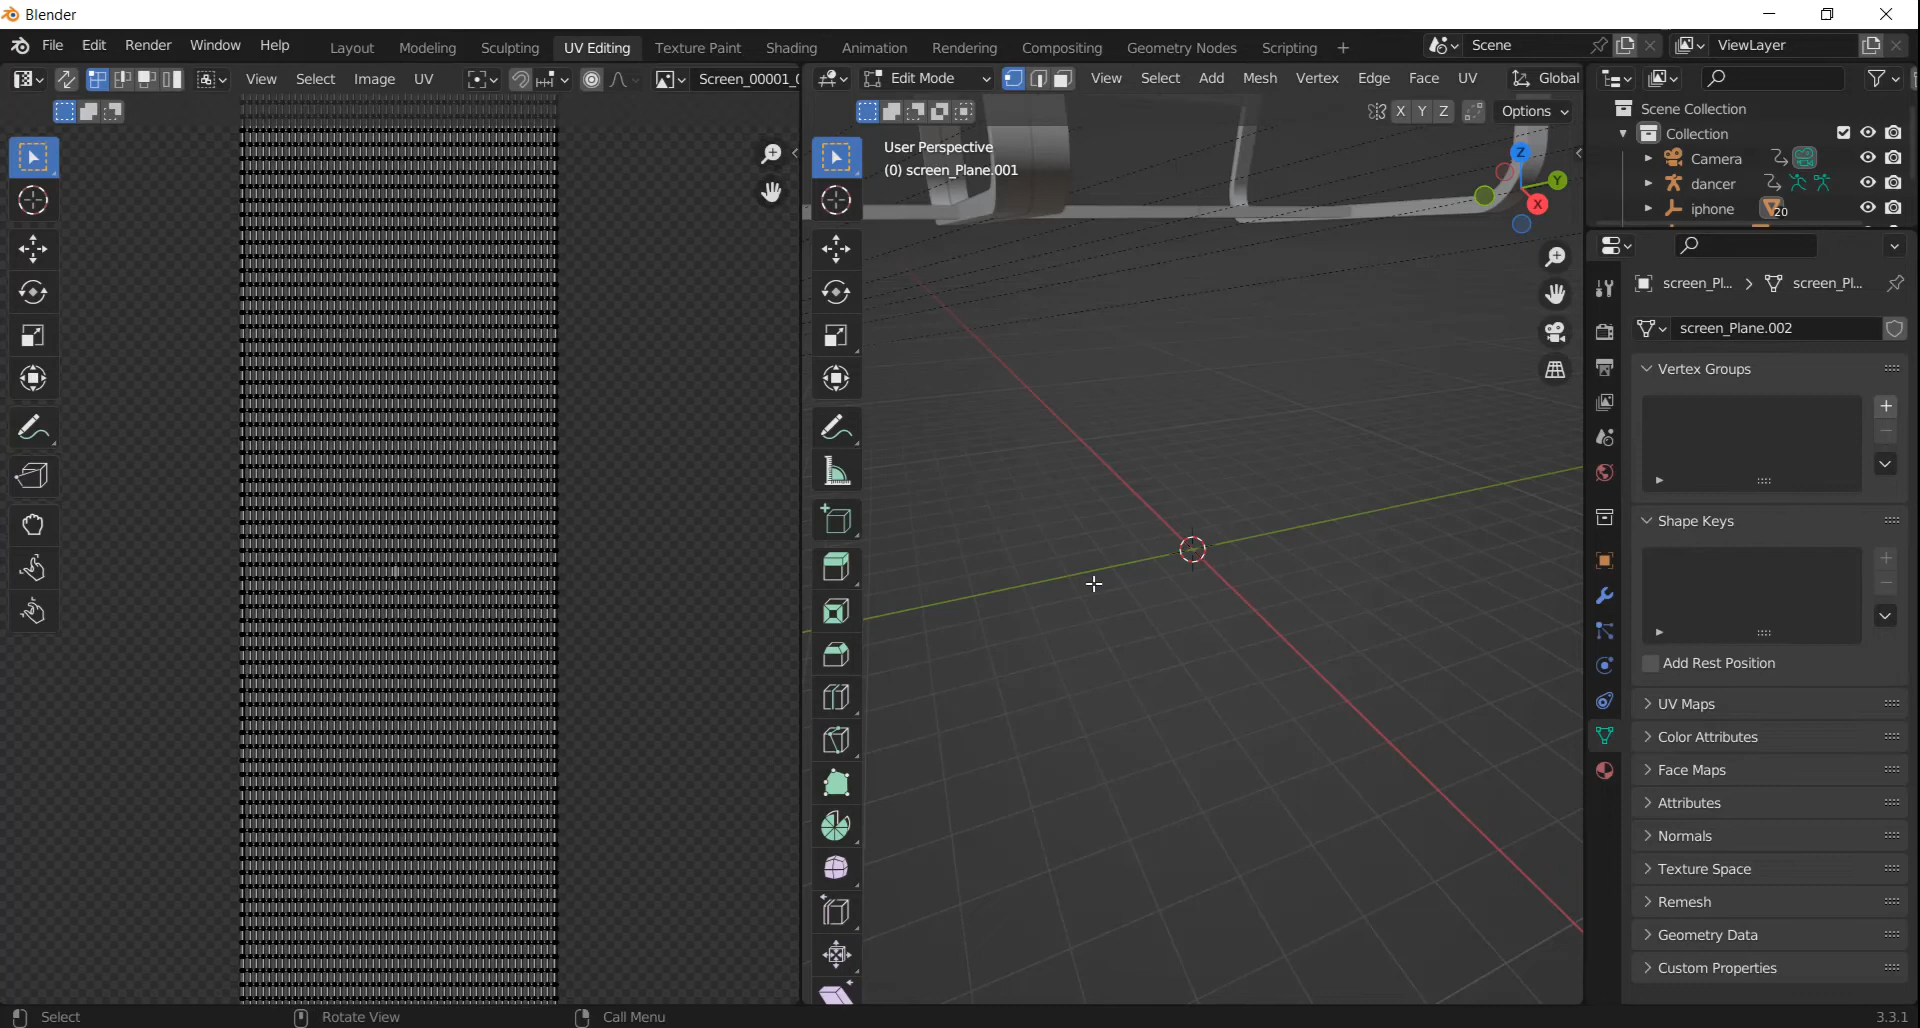 Blender
File Edit Render Window Help Layout Modeling Sculpting UV Editing Texture Paint Shading Animation Rendering Compositing Geometry Nodes Scripting + Scene ViewLayer
View Select Image UV Screen_00001_( Edit Mode View Select Add Mesh Vertex Edge Face UV Global
X Y Z Options
Scene Collection
Collection
Camera
dancer
iphone 20
User Perspective
(0) screen_Plane.001
Z
Y
X
screen_Pl... > screen_Pl...
screen_Plane.002
Vertex Groups
Shape Keys
Add Rest Position
UV Maps
Color Attributes
Face Maps
Attributes
Normals
Texture Space
Remesh
Geometry Data
Custom Properties
Select Rotate View Call Menu 3.3.1